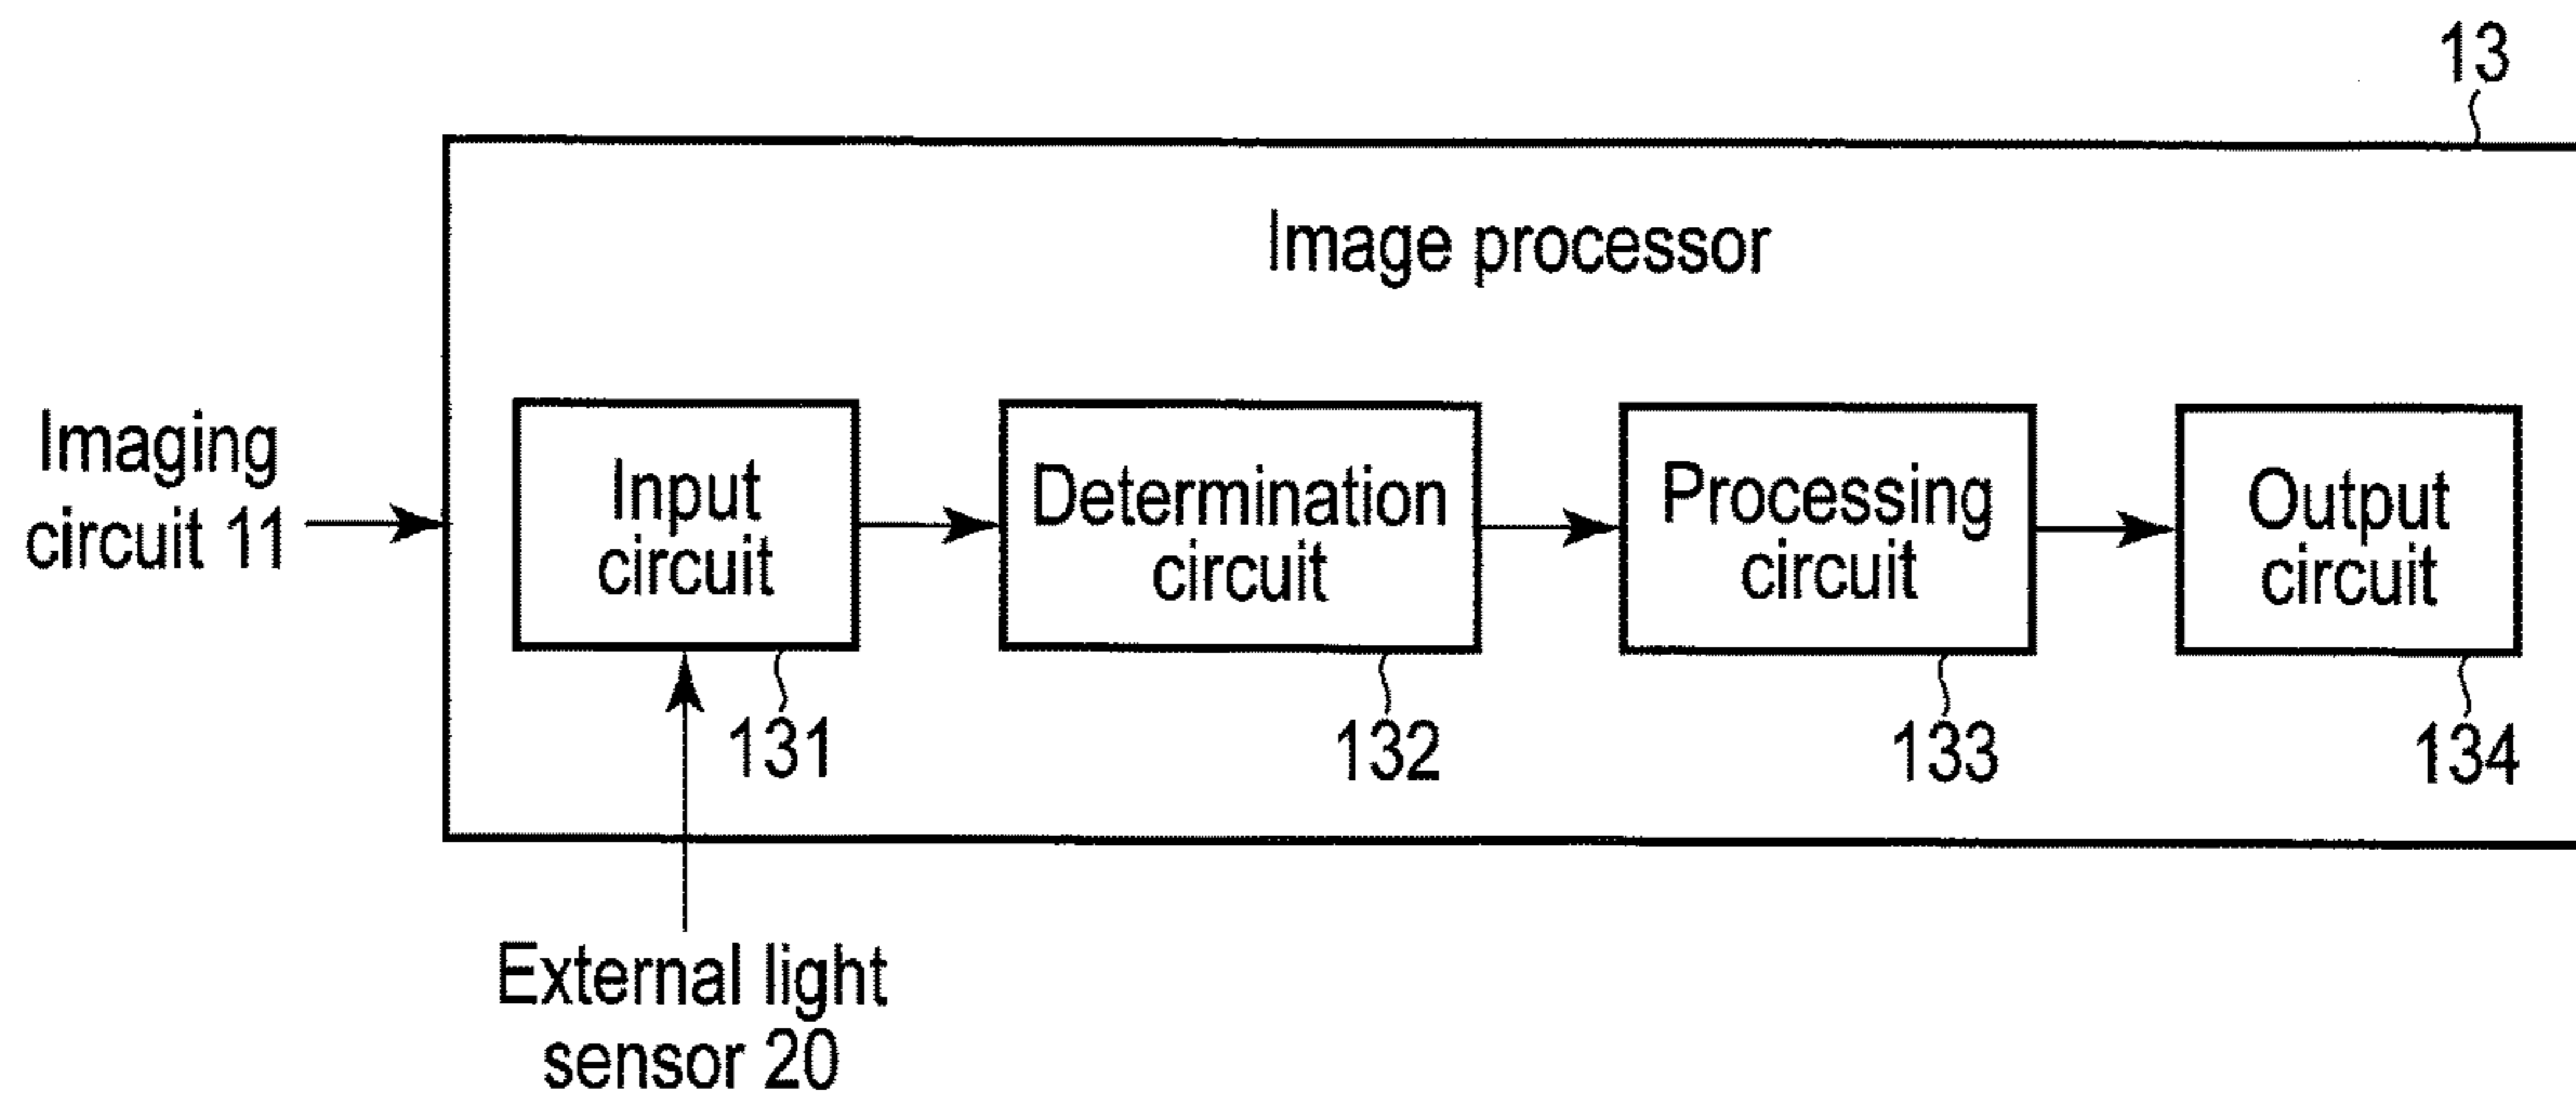 13
Image processor
Imaging
circuit 11
Input
circuit
Determination
circuit
Processing
circuit
Output
circuit
131
132
133
134
External light
sensor 20